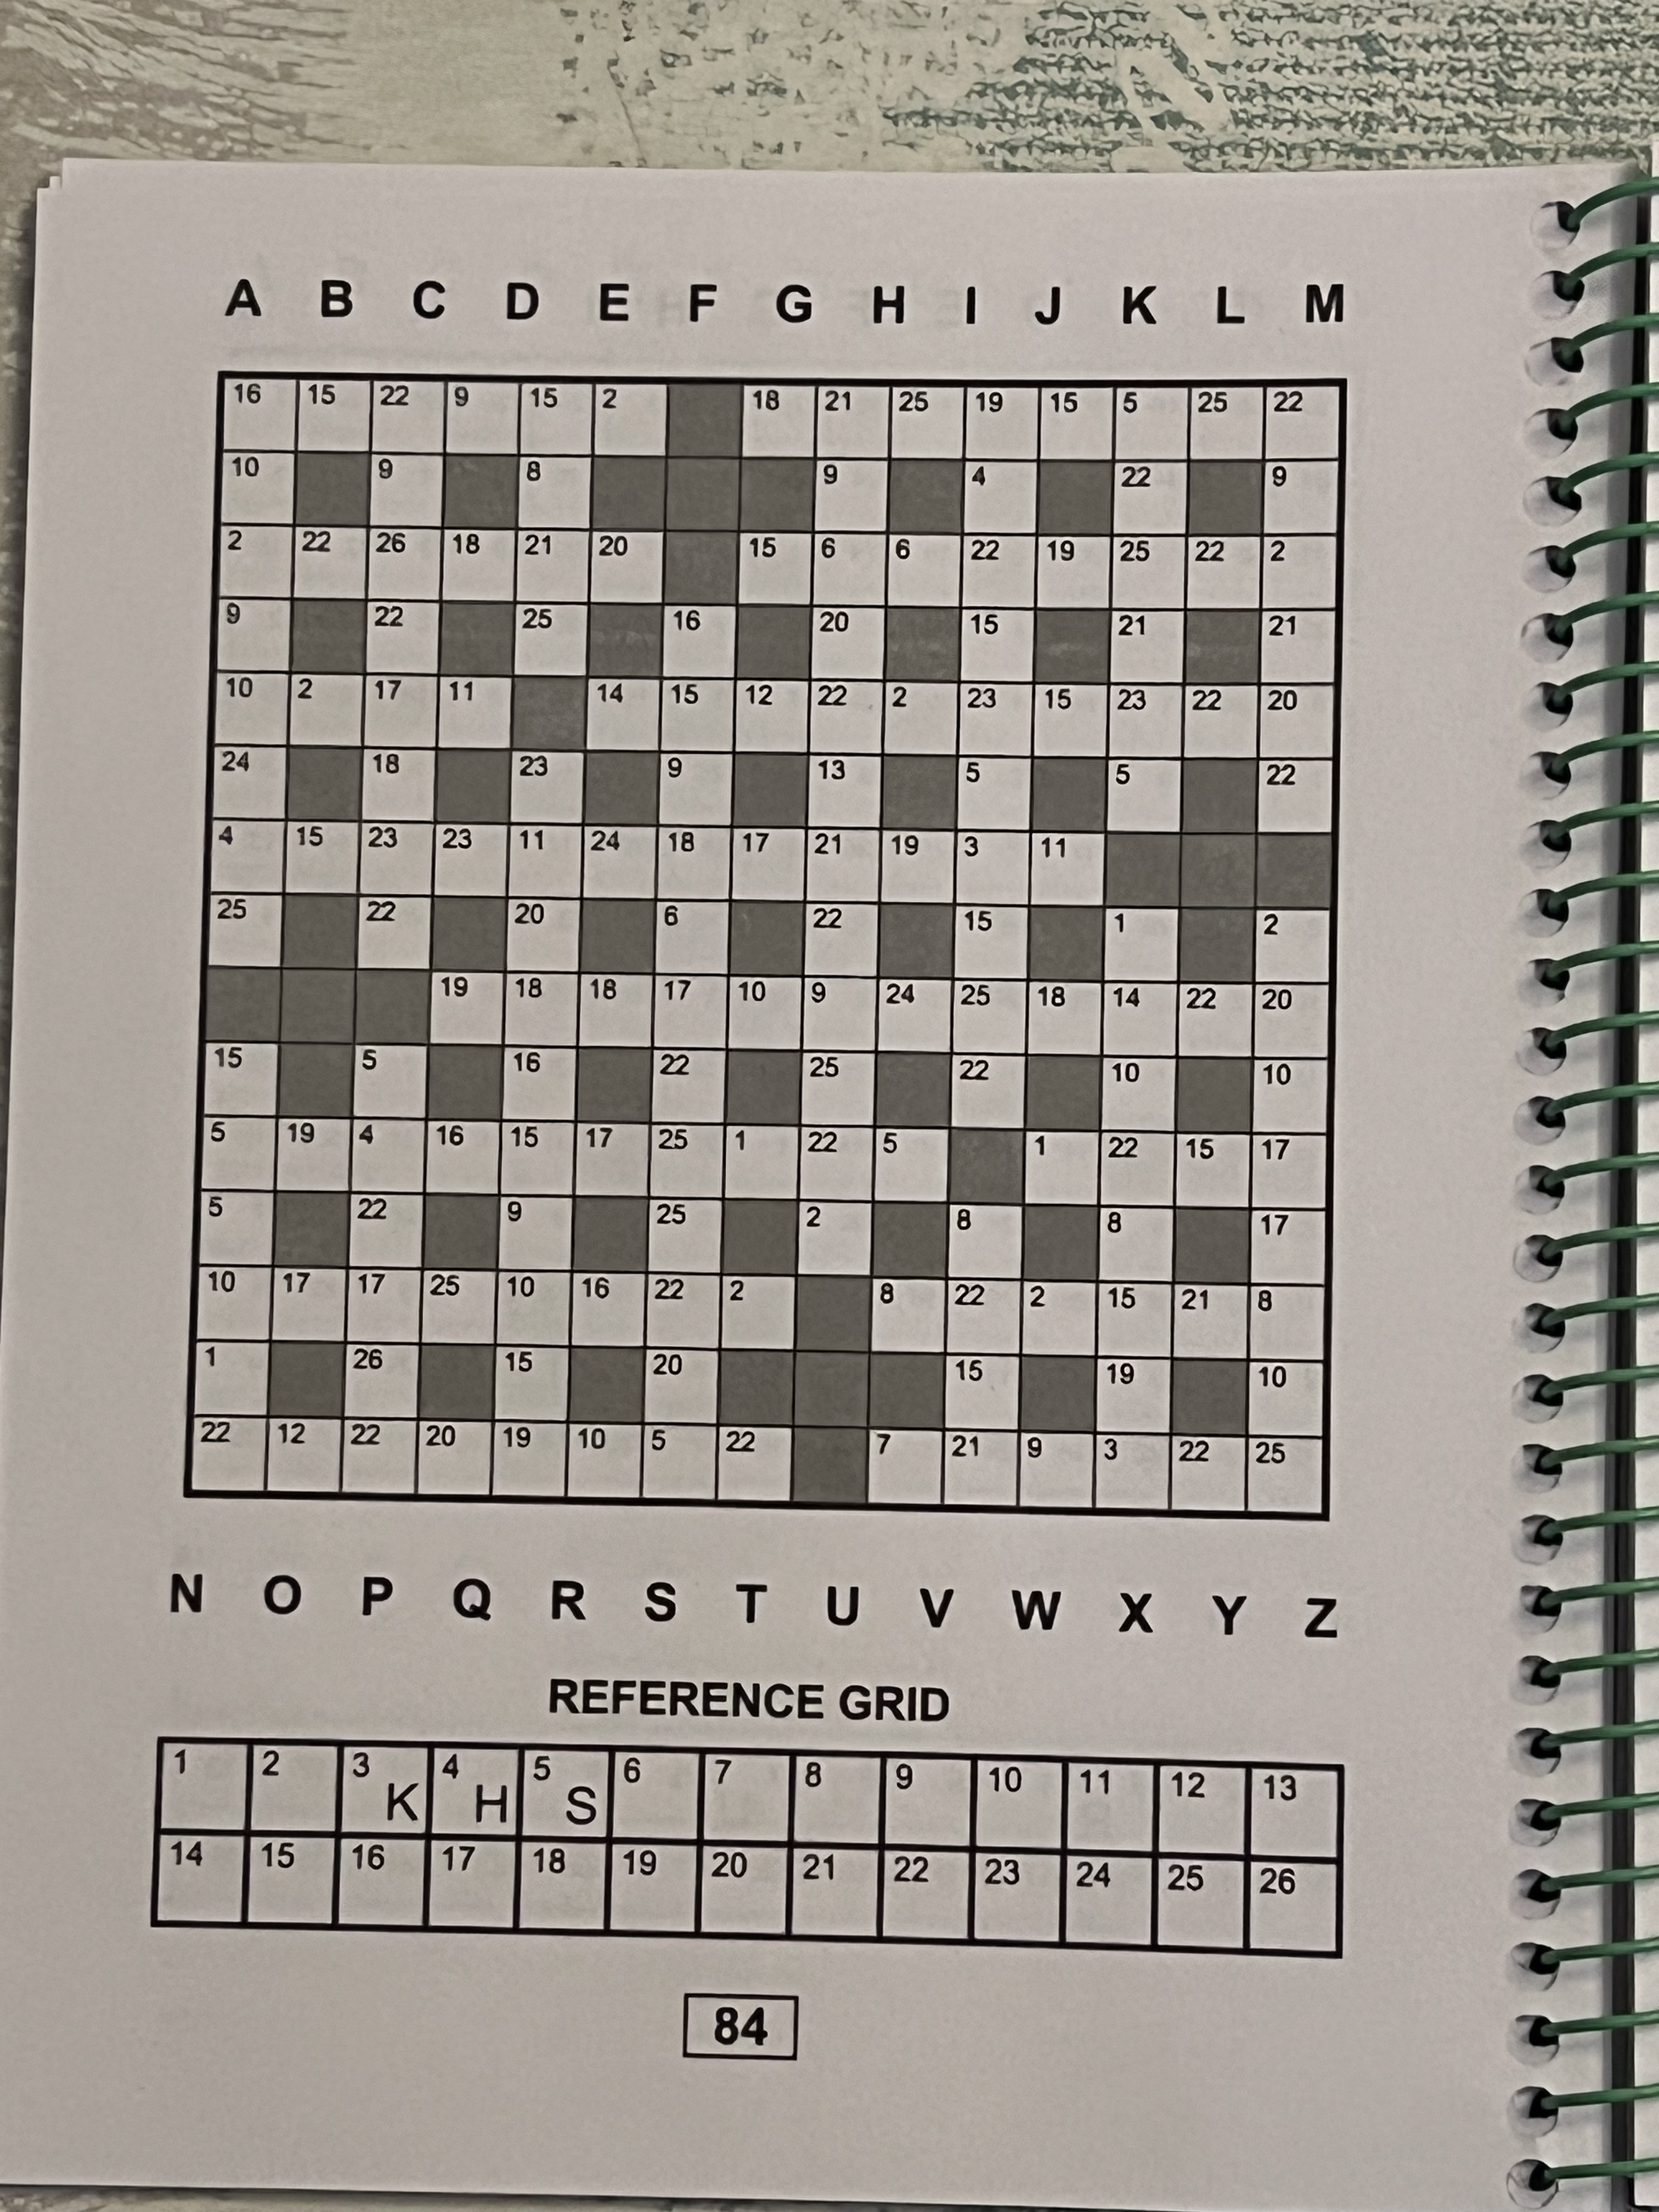 A B C D E F G H I J K L M
16 15 22 9 15 2 18 21 25 19 15 5 25 22
10 9 8 9 4 22 9
2 22 26 18 21 20 15 6 6 22 19 25 22 2
9 22 25 16 20 15 21 21
10 2 17 11 14 15 12 22 2 23 15 23 22 20
24 18 23 9 13 5 5 22
4 15 23 23 11 24 18 17 21 19 3 11
25 22 20 6 22 15 1 2
19 18 18 17 10 9 24 25 18 14 22 20
15 5 16 22 25 22 10 10
5 19 4 16 15 17 25 1 22 5 1 22 15 17
5 22 9 25 2 8 8 17
10 17 17 25 10 16 22 2 8 22 2 15 21 8
1 26 15 20 15 19 10
22 12 22 20 19 10 5 22 7 21 9 3 22 25
N O P Q R S T U V W X Y Z
REFERENCE GRID
1 2 3 K 4 H 5 S 6 7 8 9 10 11 12 13
14 15 16 17 18 19 20 21 22 23 24 25 26
84